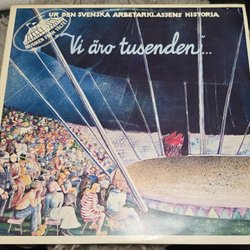 UR DEN SVENSKA ARBETARKLASSENS HISTORIA
Vi äro tusenden...